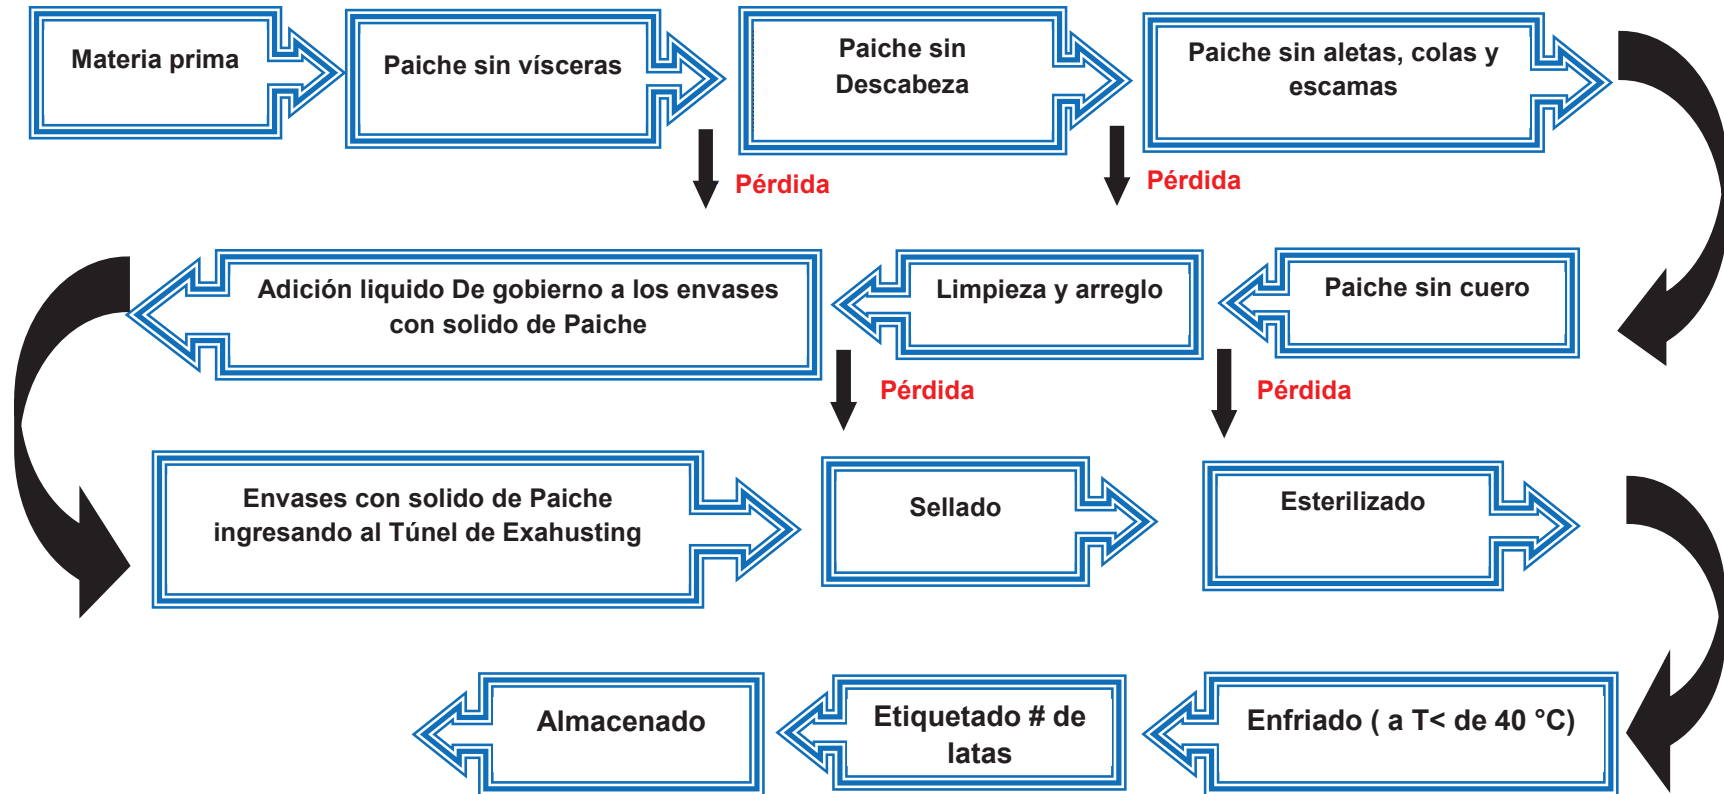 Materia prima
Paiche sin vísceras
Paiche sin
Descabeza
Paiche sin aletas, colas y
escamas
Pérdida
Pérdida
Paiche sin cuero
Limpieza y arreglo
Adición liquido De gobierno a los envases
con solido de Paiche
Pérdida
Pérdida
Envases con solido de Paiche
ingresando al Túnel de Exahusting
Sellado
Esterilizado
Enfriado ( a T< de 40 °C)
Etiquetado # de
latas
Almacenado